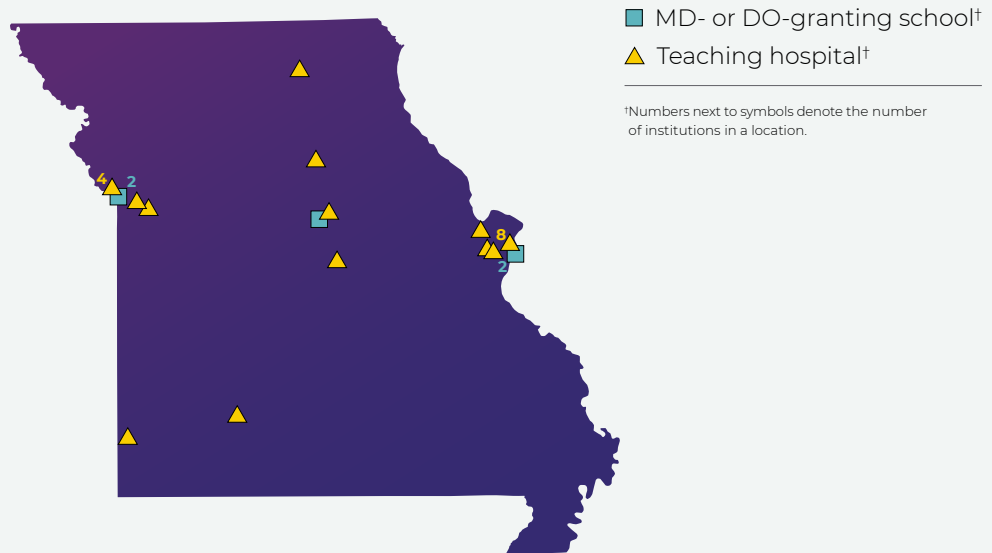 MD- or DO-granting school†
Teaching hospital†
†Numbers next to symbols denote the number
of institutions in a location.
4
2
8
2